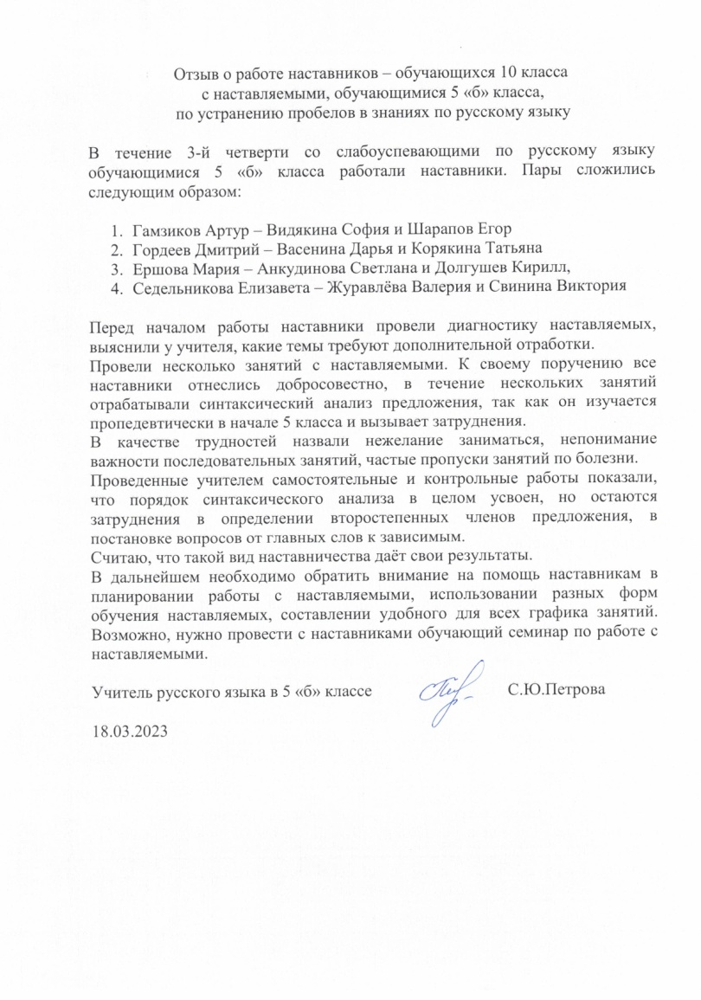 Отзыв о работе наставников – обучающихся 10 класса
с наставляемыми, обучающимися 5 «б» класса,
по устранению пробелов в знаниях по русскому языку
В течение 3-й четверти со слабоуспевающими по русскому языку
обучающимися 5 «б» класса работали наставники. Пары сложились
следующим образом:
1. Гамзиков Артур – Видякина София и Шарапов Егор
2. Гордеев Дмитрий – Васенина Дарья и Корякина Татьяна
3. Ершова Мария – Анкудинова Светлана и Долгушев Кирилл,
4. Седельникова Елизавета – Журавлёва Валерия и Свинина Виктория
Перед началом работы наставники провели диагностику наставляемых,
выяснили у учителя, какие темы требуют дополнительной отработки.
Провели несколько занятий с наставляемыми. К своему поручению все
наставники отнеслись добросовестно, в течение нескольких занятий
отрабатывали синтаксический анализ предложения, так как он изучается
пропедевтически в начале 5 класса и вызывает затруднения.
В качестве трудностей назвали нежелание заниматься, непонимание
важности последовательных занятий, частые пропуски занятий по болезни.
Проведенные учителем самостоятельные и контрольные работы показали,
что порядок синтаксического анализа в целом усвоен, но остаются
затруднения в определении второстепенных членов предложения, в
постановке вопросов от главных слов к зависимым.
Считаю, что такой вид наставничества даёт свои результаты.
В дальнейшем необходимо обратить внимание на помощь наставникам в
планировании работы с наставляемыми, использовании разных форм
обучения наставляемых, составлении удобного для всех графика занятий.
Возможно, нужно провести с наставниками обучающий семинар по работе с
наставляемыми.
Учитель русского языка в 5 «б» классе С.Ю.Петрова
18.03.2023